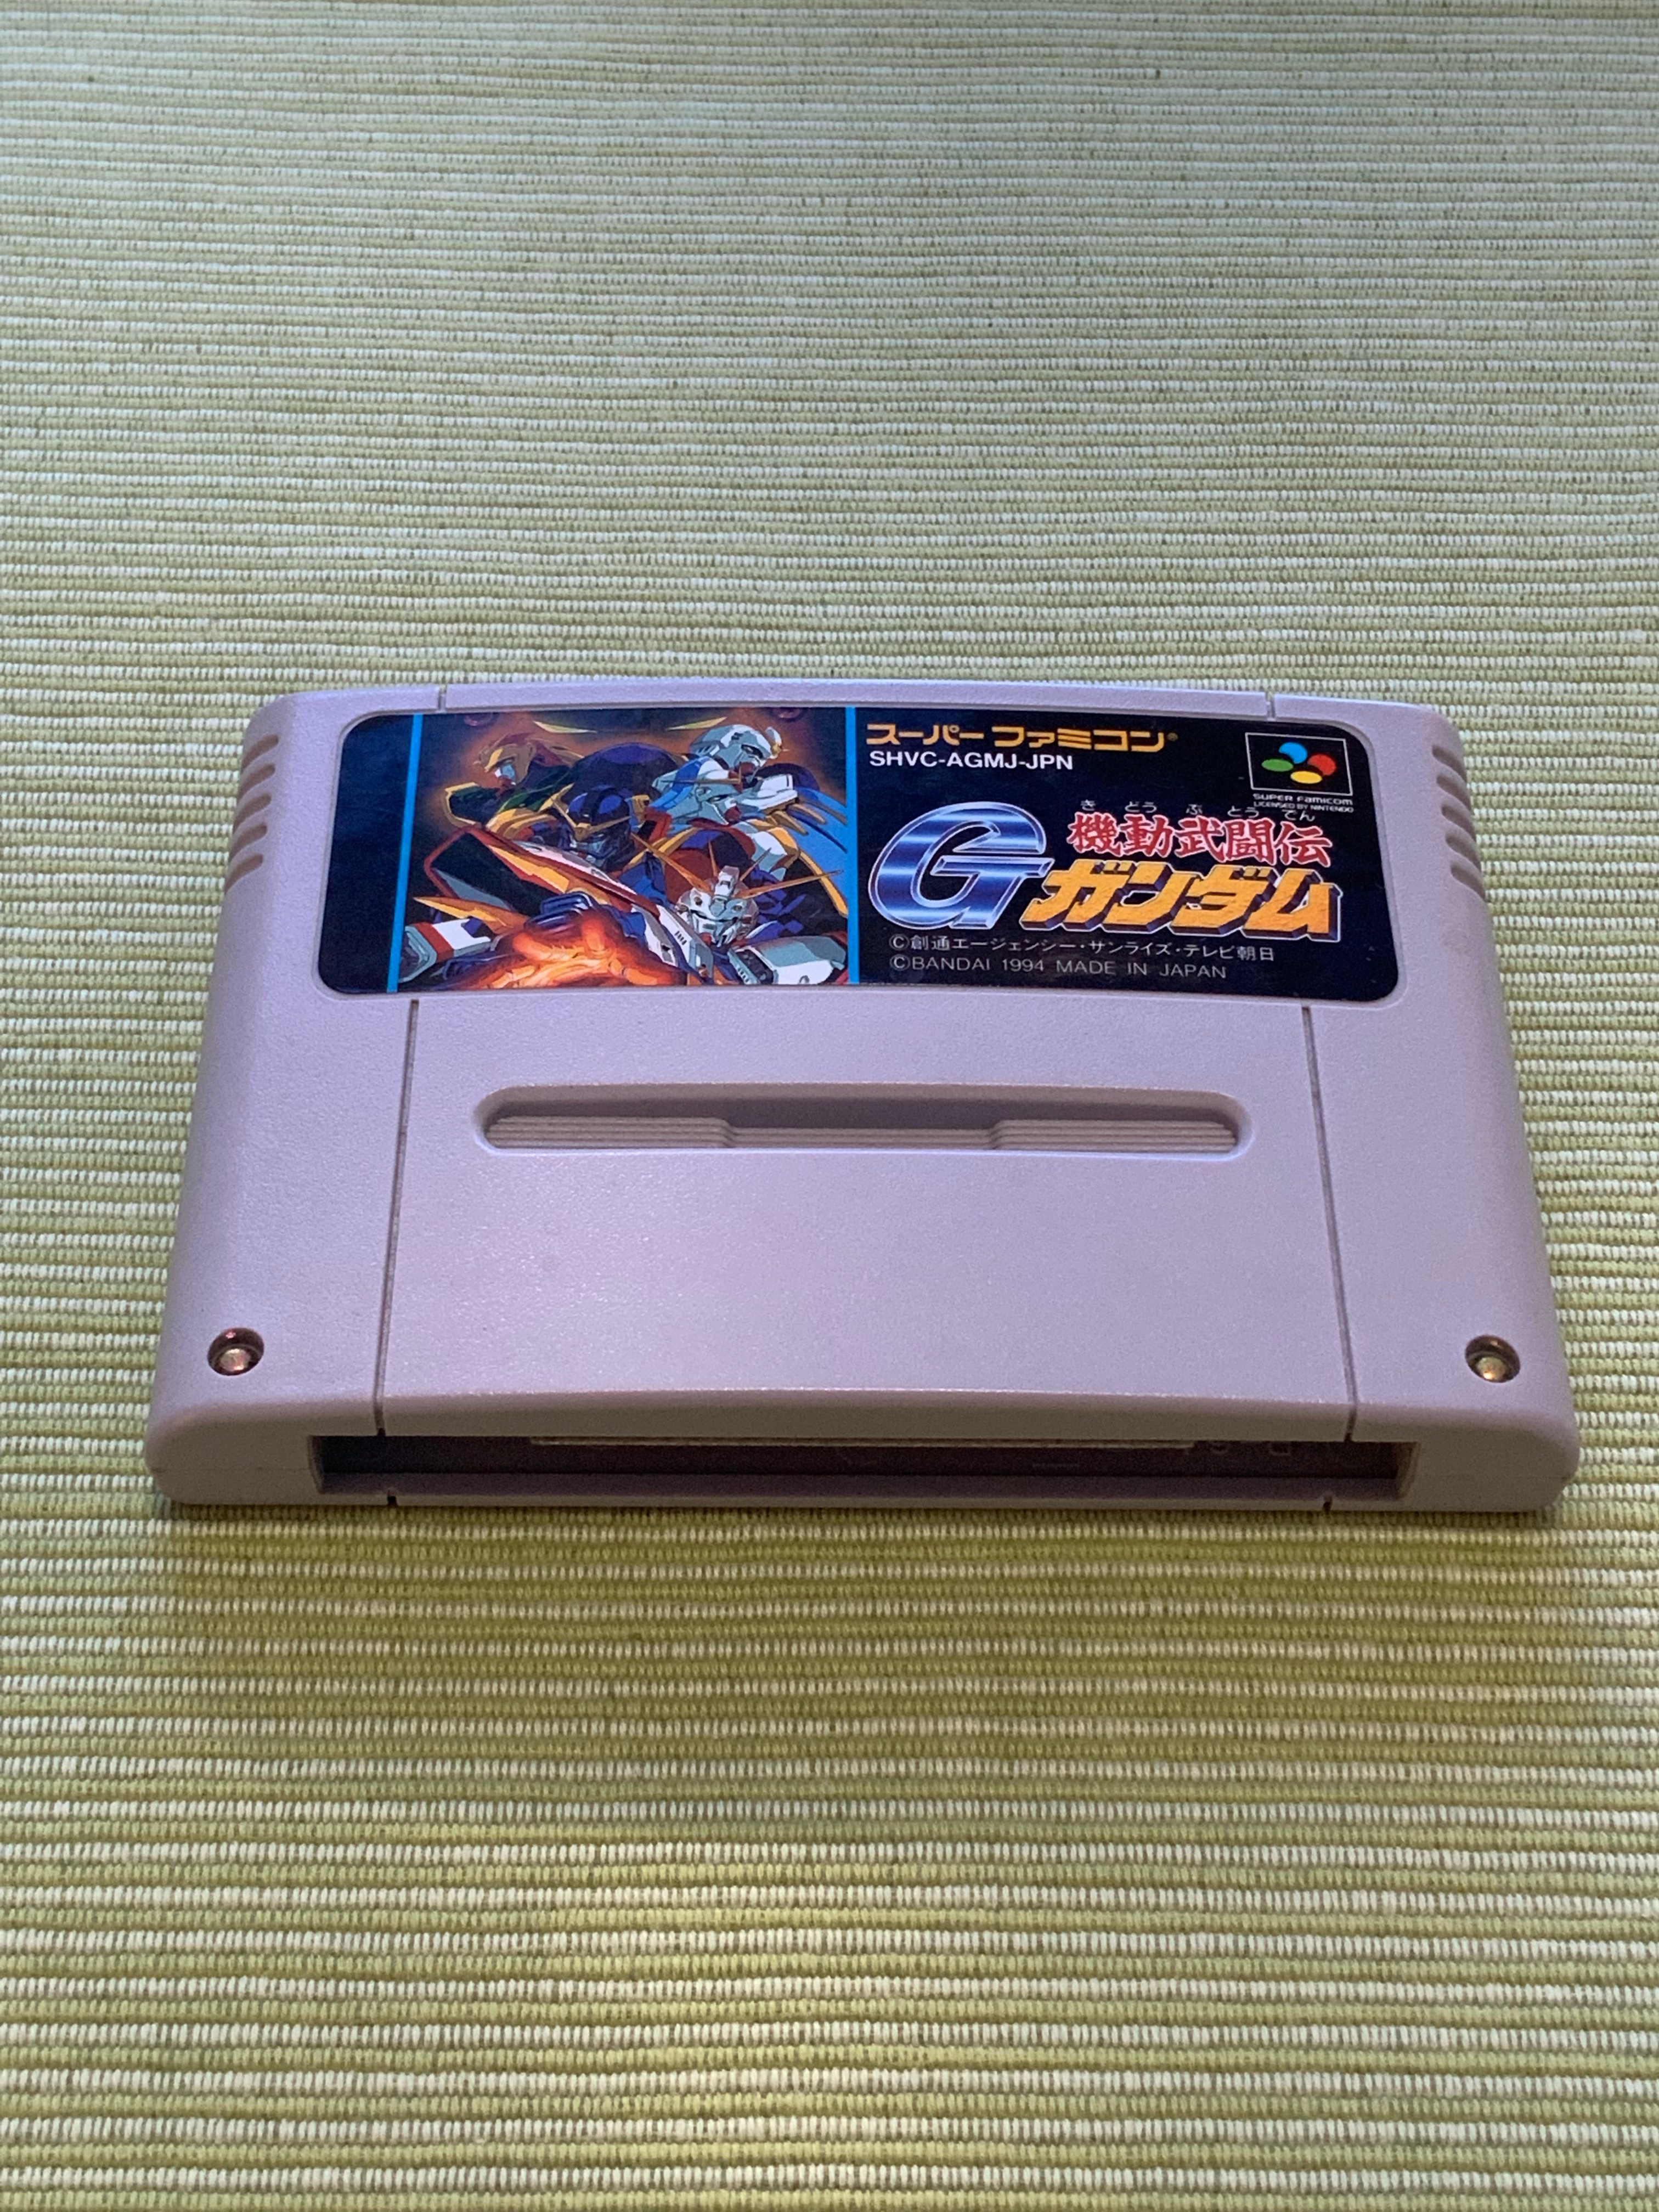 スーパーファミコン®
SHVC-AGMJ-JPN
SUPER FAMICOM
LICENSED BY NINTENDO
きどうぶとうでん
機動武闘伝
Gガンダム
©創通エージェンシー・サンライズ・テレビ朝日
©BANDAI 1994 MADE IN JAPAN